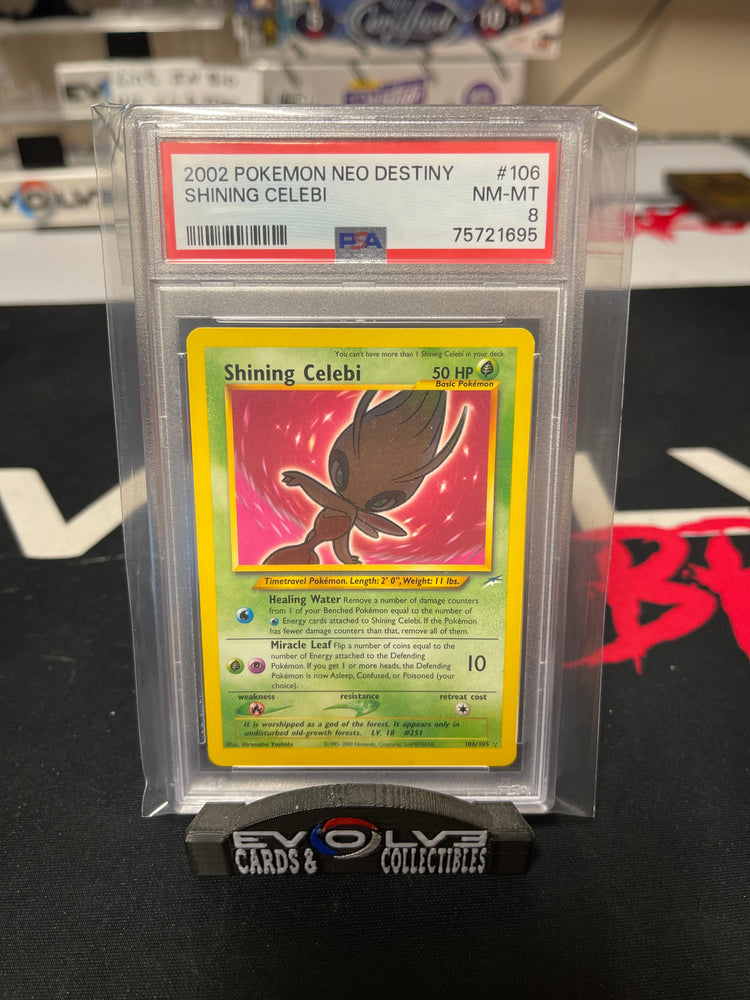 Certified
2002 POKEMON NEO DESTINY #106
SHINING CELEBI NM-MT
8
PSA 75721695
You can't have more than 1 Shining Celebi in your deck.
Shining Celebi 50 HP
Basic Pokémon
Timetravel Pokémon. Length: 2' 0", Weight: 11 lbs.
Healing Water Remove a number of damage counters
from 1 of your Benched Pokémon equal to the number of
Energy cards attached to Shining Celebi. If the Pokémon
has fewer damage counters than that, remove all of them.
Miracle Leaf Flip a number of coins equal to the
number of Energy attached to the Defending
Pokémon. If you get 1 or more heads, the Defending
Pokémon is now Asleep, Confused, or Poisoned (your
choice).
10
weakness resistance retreat cost
It is worshipped as a god of the forest. It appears only in
undisturbed old-growth forests. LV. 18 #251
Illus. Hironobu Yoshida ©1995-2000 Nintendo, Creatures, GAMEFREAK. 106/105
EVOLVE
CARDS & COLLECTIBLES